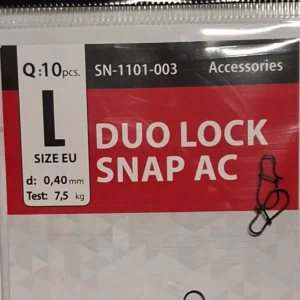 Q:10pcs. SN-1101-003 Accessories
L
SIZE EU
d: 0,40mm
Test: 7,5 kg
DUO LOCK
SNAP AC